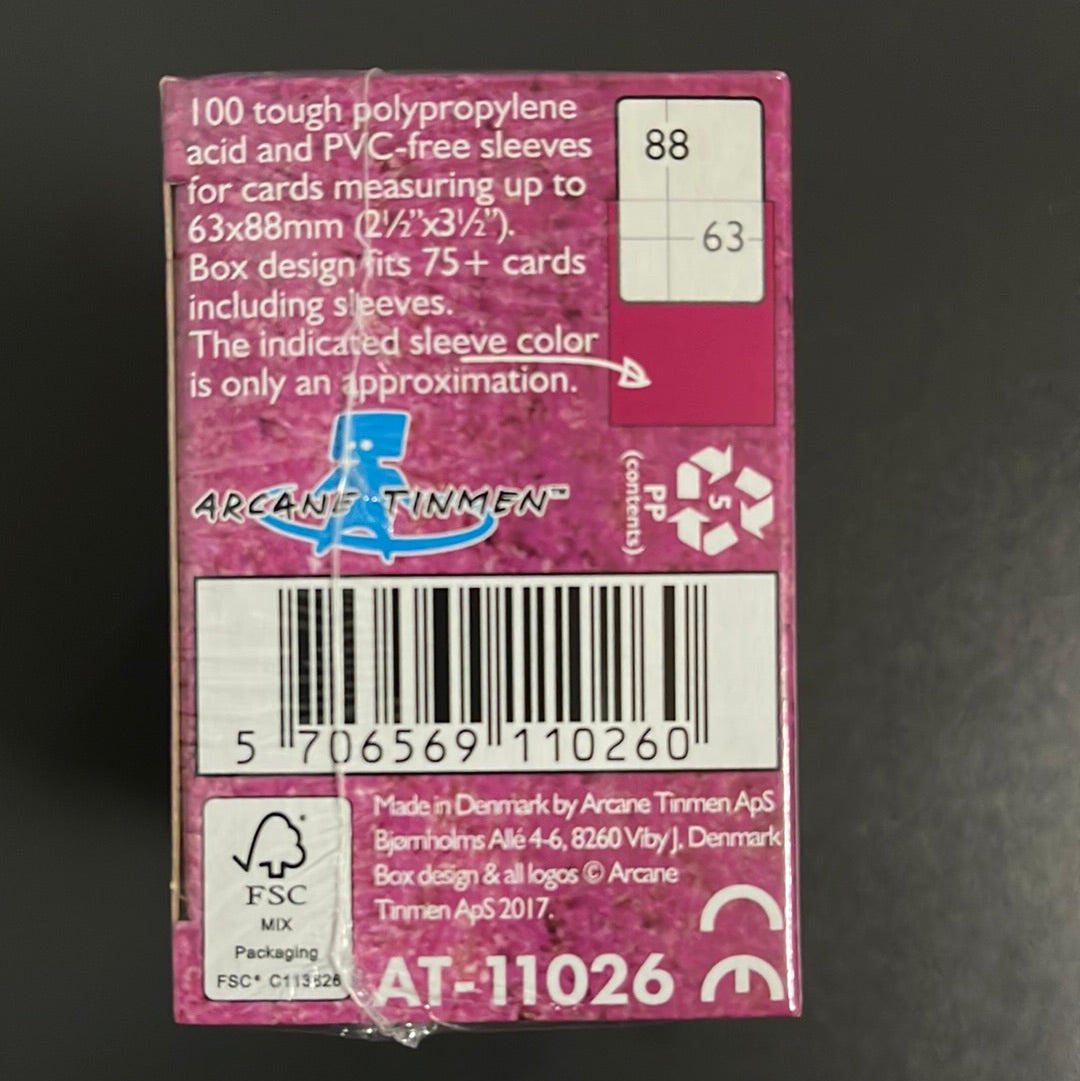 100 tough polypropylene
acid and PVC-free sleeves
for cards measuring up to
63x88mm (2½”x3½”).
Box design fits 75+ cards
including sleeves.
The indicated sleeve color
is only an approximation.
88
63
ARCANE TINMEN™
5
PP
(contents)
5 706569 110260
FSC®
MIX
Packaging
FSC® C113826
Made in Denmark by Arcane Tinmen ApS
Bjørnholms Allé 4-6, 8260 Viby J, Denmark
Box design & all logos © Arcane
Tinmen ApS 2017.
AT-11026
CE